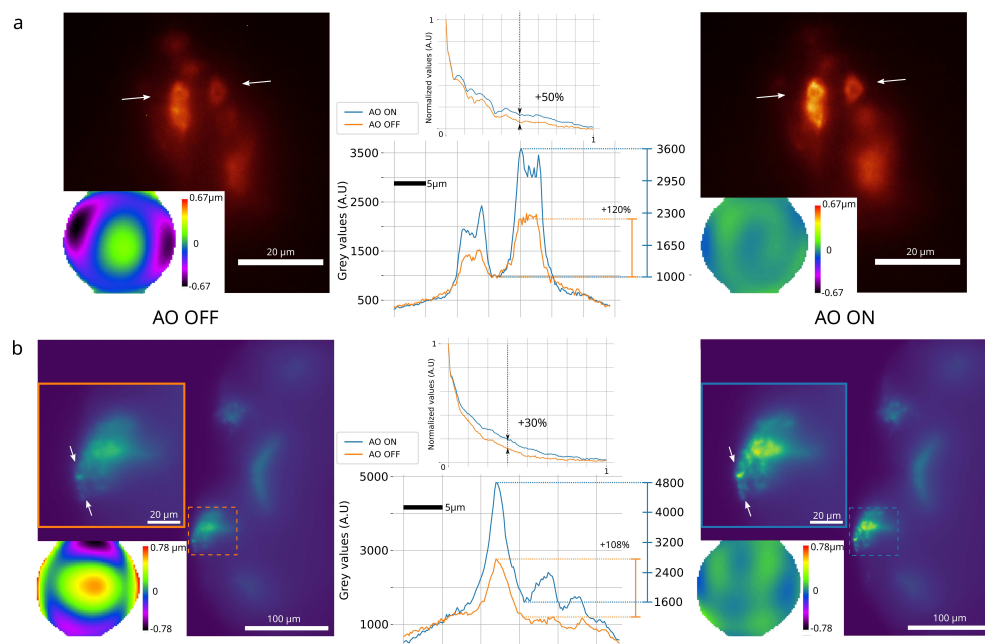 a
0.67µm
0
-0.67
20 µm
AO OFF
AO ON
AO OFF
Normalized values (A.U)
1
0
1
+50%
Grey values (A.U)
3500
2500
1500
500
5µm
3600
2950
2300
1650
1000
+120%
0.67µm
0
-0.67
20 µm
AO ON
b
20 µm
0.78 µm
0
-0.78
100 µm
AO ON
AO OFF
Normalized values (A.U)
1
0
1
+30%
Grey values (A.U)
5000
3000
1000
5µm
4800
4000
3200
2400
1600
+108%
20 µm
0.78µm
0
-0.78
100 µm